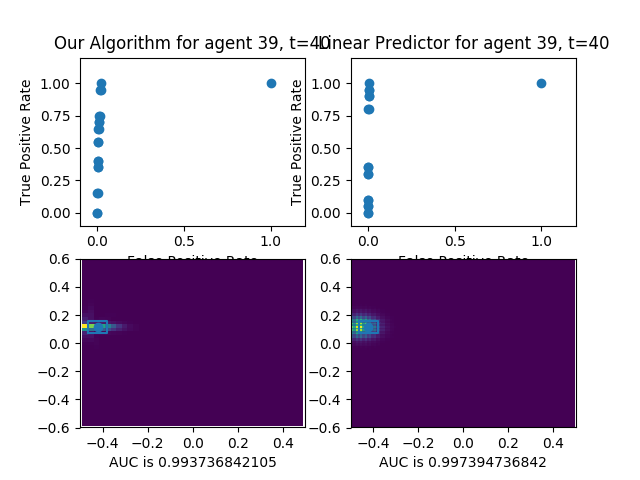 Our Algorithm for agent 39, t=40
Linear Predictor for agent 39, t=40
True Positive Rate
1.00
0.75
0.50
0.25
0.00
0.0 0.5 1.0
False Positive Rate
True Positive Rate
1.00
0.75
0.50
0.25
0.00
0.0 0.5 1.0
False Positive Rate
0.6
0.4
0.2
0.0
−0.2
−0.4
−0.6
−0.4 −0.2 0.0 0.2 0.4
AUC is 0.993736842105
0.6
0.4
0.2
0.0
−0.2
−0.4
−0.6
−0.4 −0.2 0.0 0.2 0.4
AUC is 0.997394736842